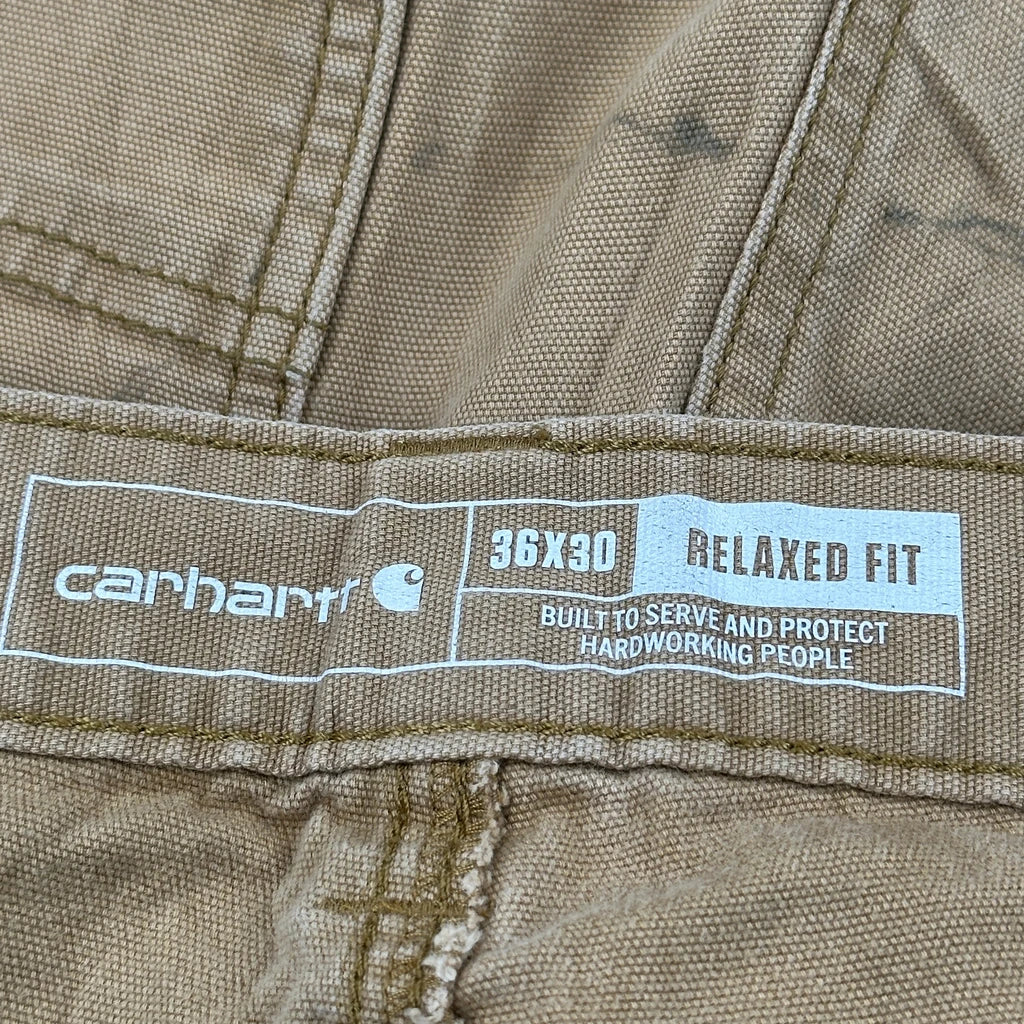 carhartt
36X30
RELAXED FIT
BUILT TO SERVE AND PROTECT
HARDWORKING PEOPLE